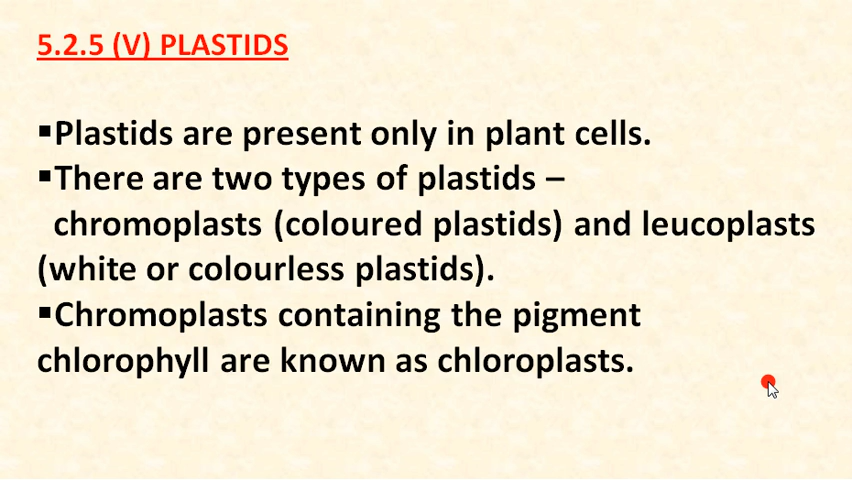 5.2.5 (V) PLASTIDS
▪Plastids are present only in plant cells.
▪There are two types of plastids –
chromoplasts (coloured plastids) and leucoplasts
(white or colourless plastids).
▪Chromoplasts containing the pigment
chlorophyll are known as chloroplasts.